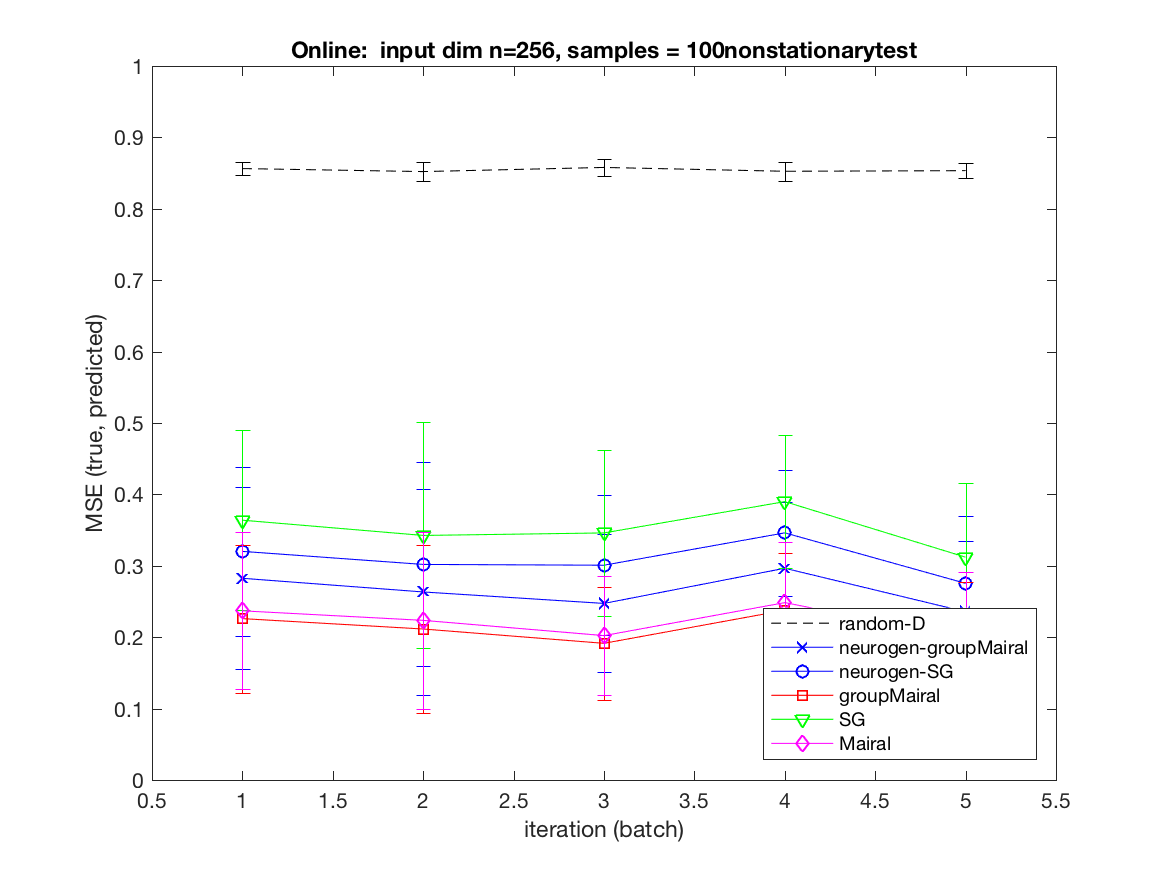 Online:  input dim n=256, samples = 100nonstationarytest
1
0.9
0.8
0.7
0.6
0.5
0.4
0.3
0.2
0.1
0
MSE (true, predicted)
random-D
neurogen-groupMairal
neurogen-SG
groupMairal
SG
Mairal
0.5 1 1.5 2 2.5 3 3.5 4 4.5 5 5.5
iteration (batch)